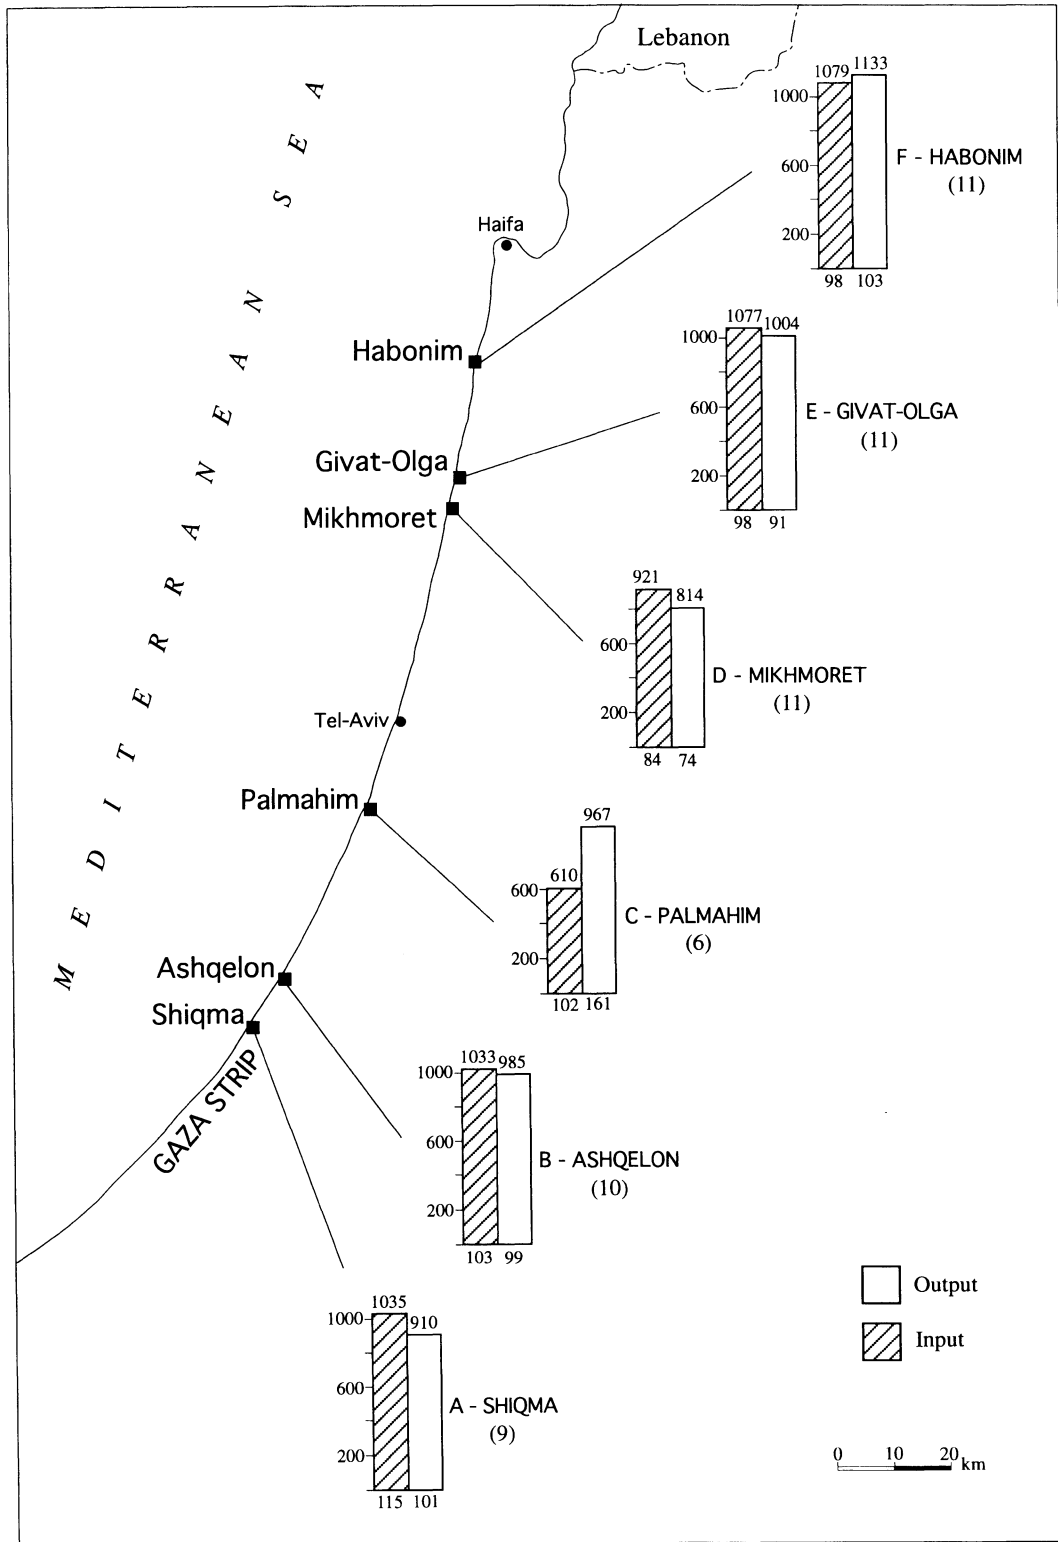 Lebanon
MEDITERRANEAN SEA
Haifa
Habonim
Givat-Olga
Mikhmoret
Tel-Aviv
Palmahim
Ashqelon
Shiqma
GAZA STRIP
1079 1133
1000
600
200
98 103
F - HABONIM
(11)
1077 1004
1000
600
200
98 91
E - GIVAT-OLGA
(11)
921 814
600
200
84 74
D - MIKHMORET
(11)
967
610
600
200
102 161
C - PALMAHIM
(6)
1033 985
1000
600
200
103 99
B - ASHQELON
(10)
1035 910
1000
600
200
115 101
A - SHIQMA
(9)
Output
Input
0 10 20 km